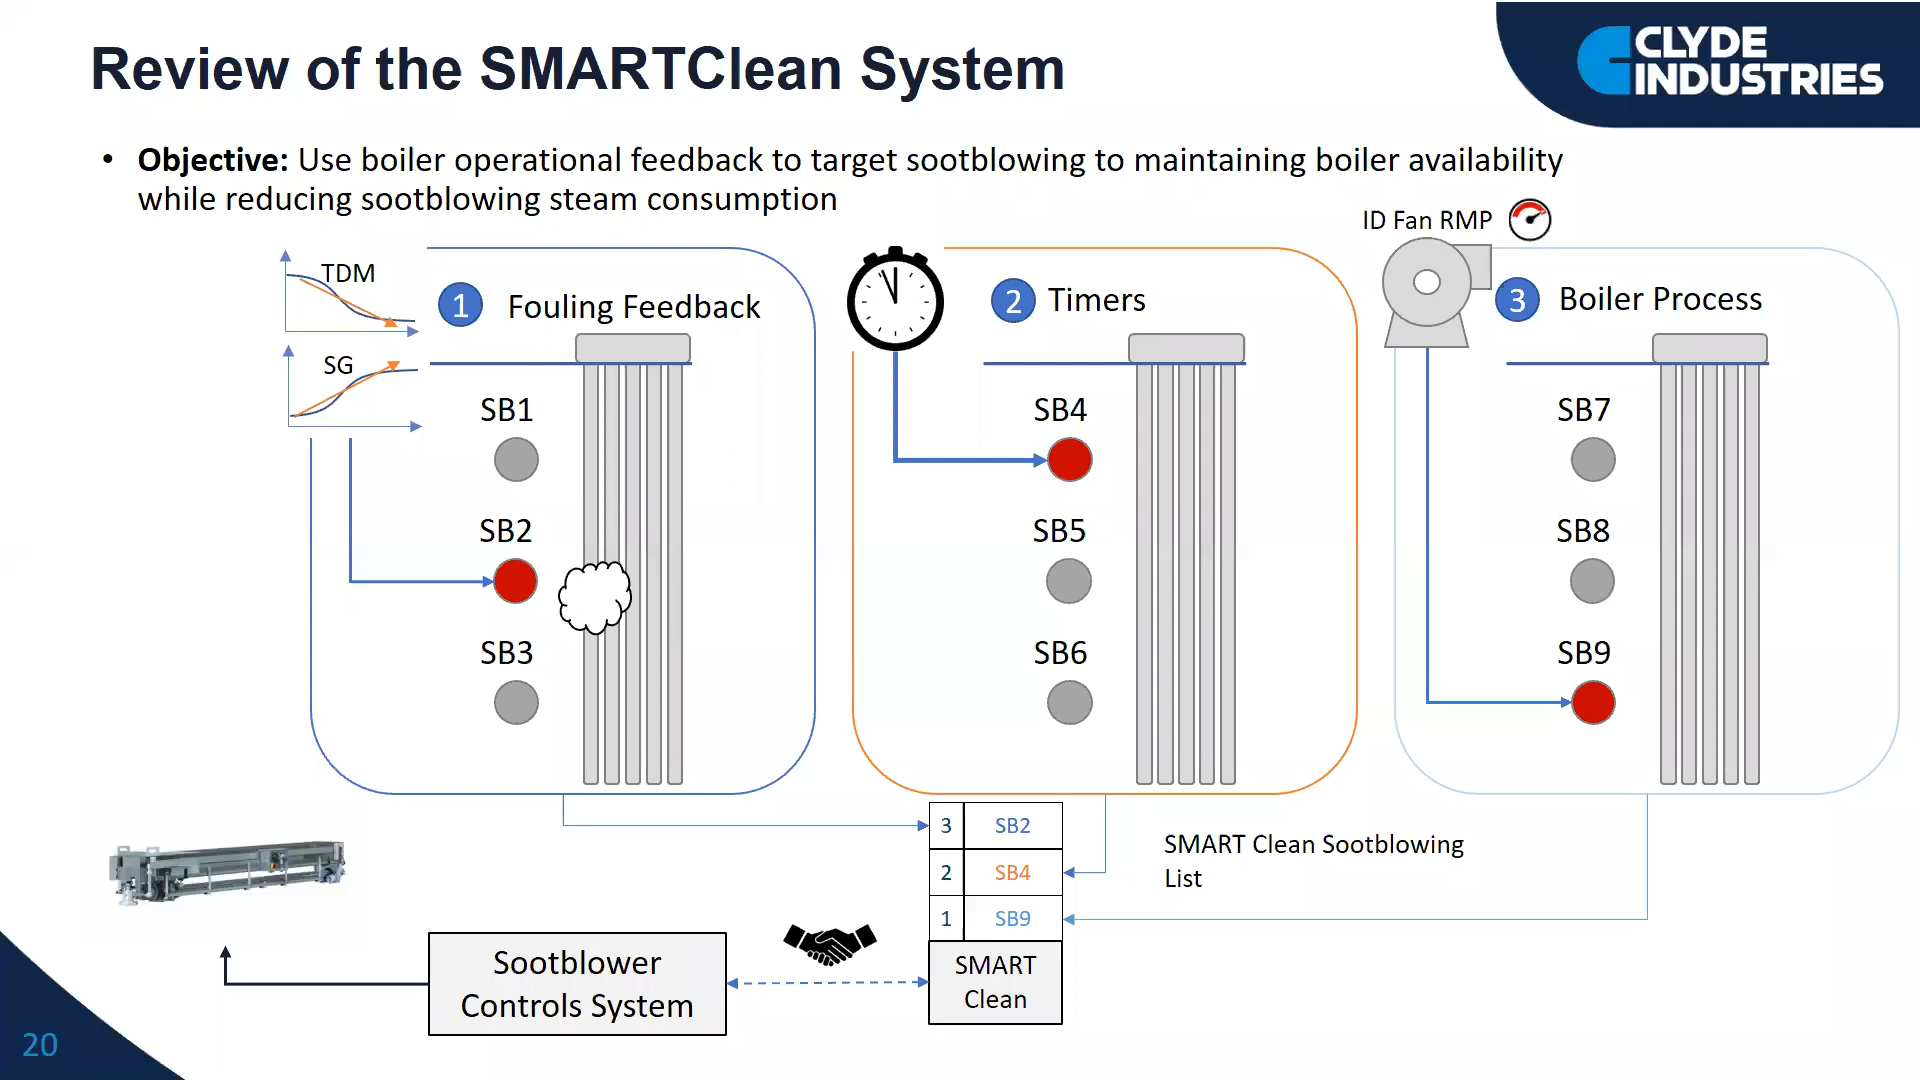 Review of the SMARTClean System
CLYDE
INDUSTRIES
• Objective: Use boiler operational feedback to target sootblowing to maintaining boiler availability
while reducing sootblowing steam consumption
ID Fan RMP
TDM
SG
1 Fouling Feedback
SB1
SB2
SB3
2 Timers
SB4
SB5
SB6
3 Boiler Process
SB7
SB8
SB9
3 SB2
2 SB4
1 SB9
SMART
Clean
SMART Clean Sootblowing
List
Sootblower
Controls System
20